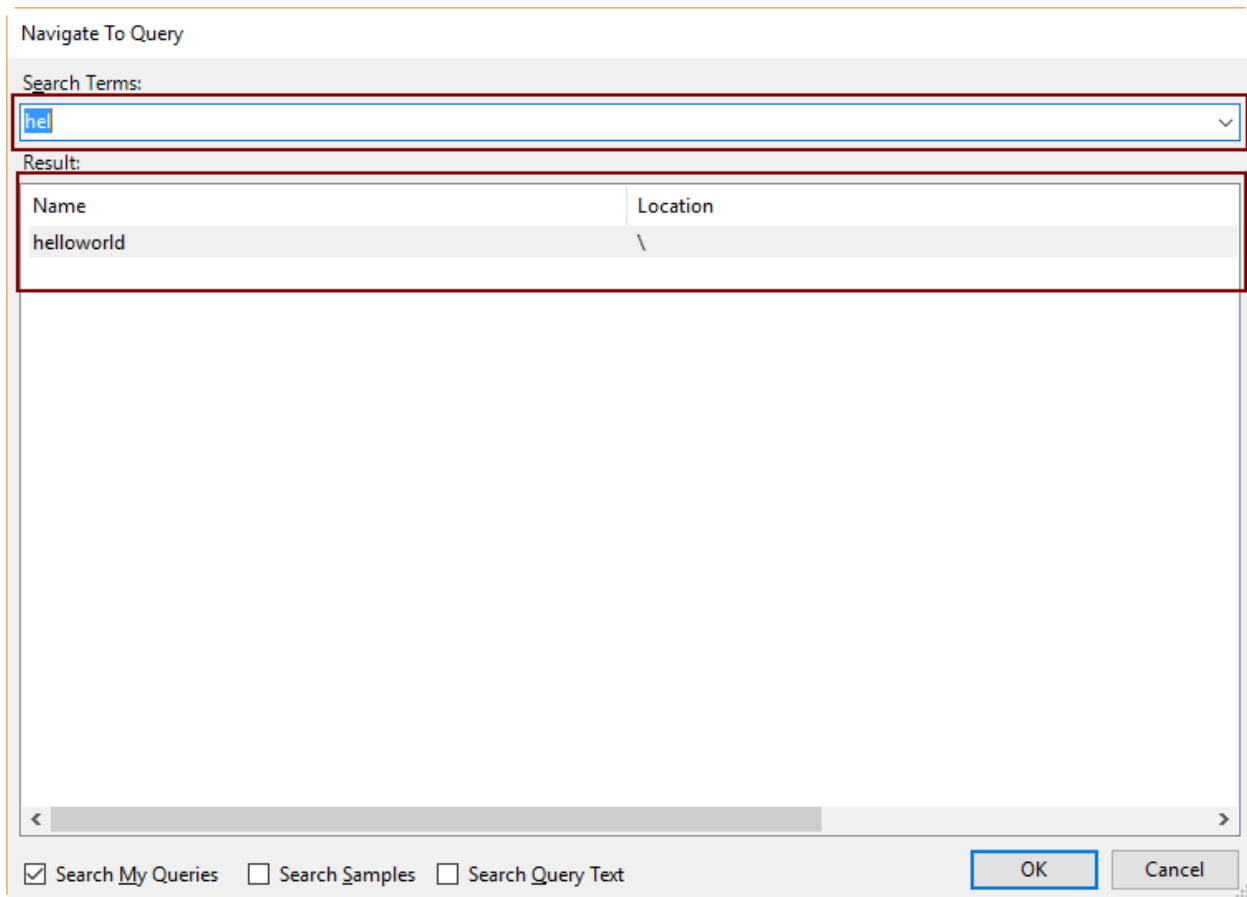 Navigate To Query
Search Terms:
hel
Result:
Name Location
helloworld \
Search My Queries Search Samples Search Query Text OK Cancel